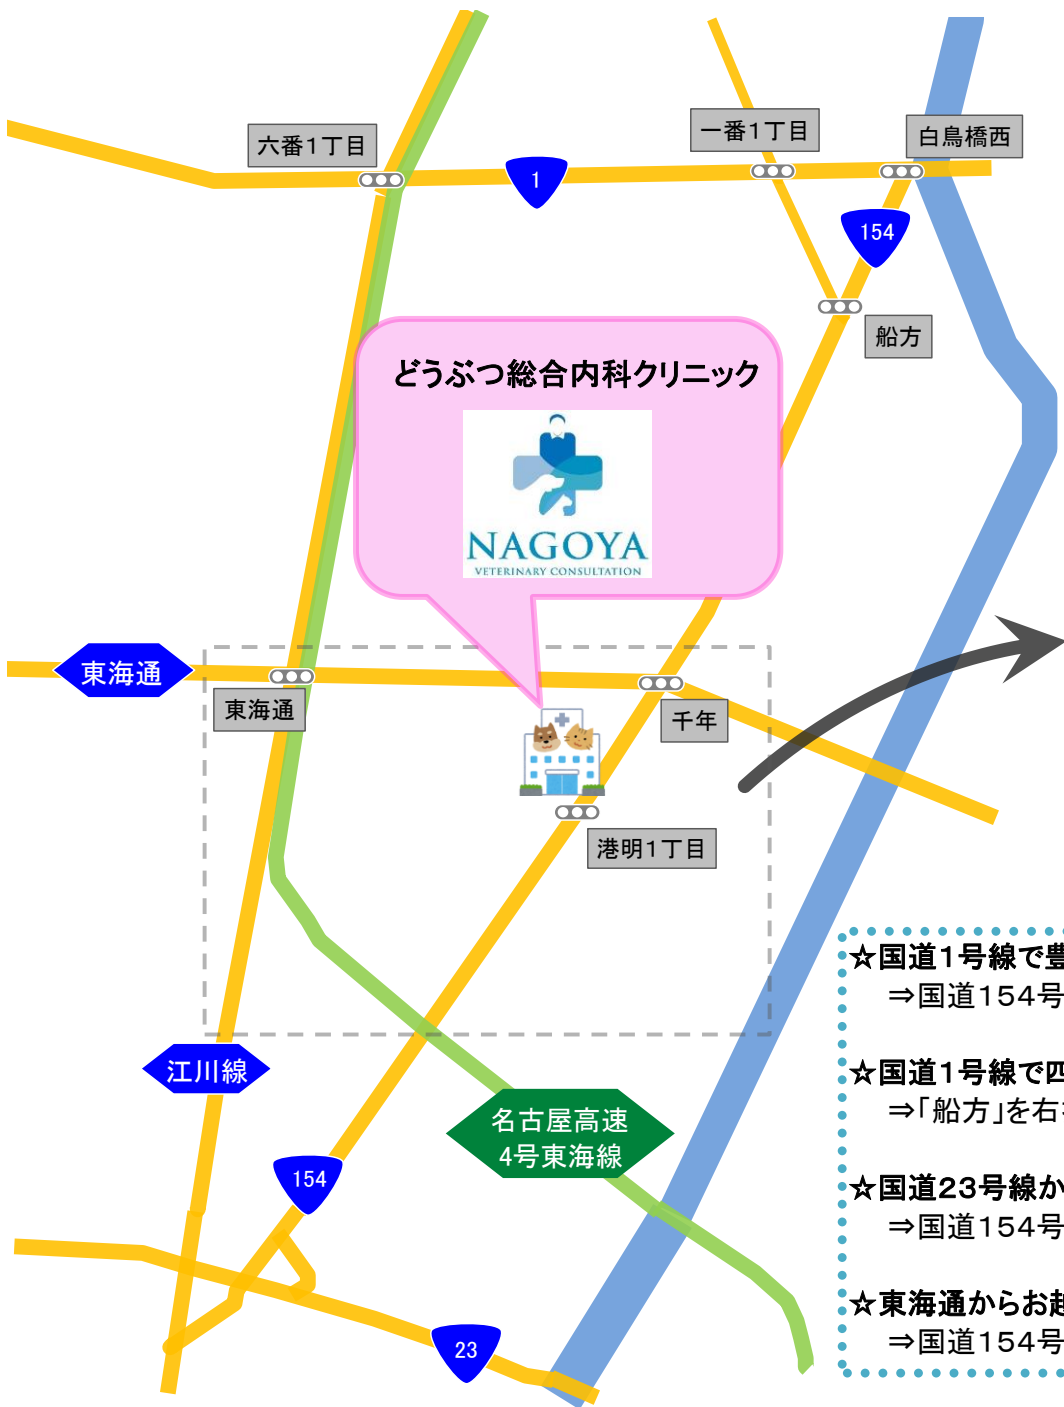 六番1丁目
一番1丁目
白鳥橋西
1
154
船方
どうぶつ総合内科クリニック
NAGOYA
VETERINARY CONSULTATION
東海通
東海通
千年
港明1丁目
☆国道1号線で豊
⇒国道154号
江川線
☆国道1号線で四
⇒「船方」を右
名古屋高速
4号東海線
154
☆国道23号線か
⇒国道154号
☆東海通からお越
⇒国道154号
23